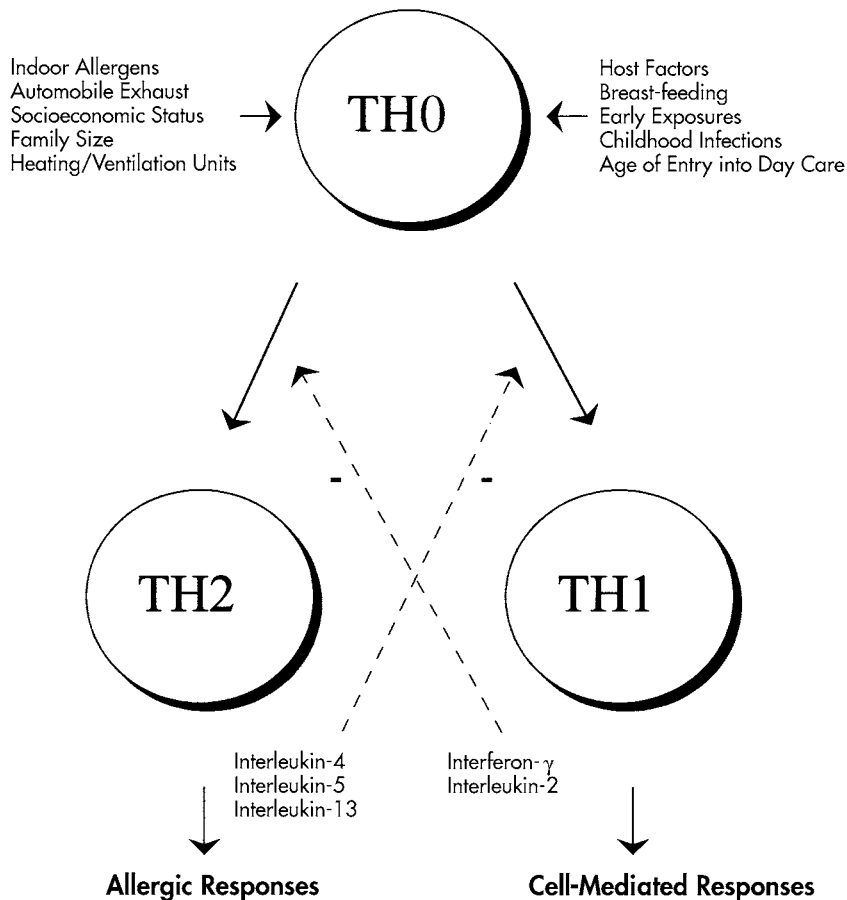 Indoor Allergens
Automobile Exhaust
Socioeconomic Status
Family Size
Heating/Ventilation Units
TH0
Host Factors
Breast-feeding
Early Exposures
Childhood Infections
Age of Entry into Day Care
-
-
TH2
TH1
Interleukin-4
Interleukin-5
Interleukin-13
Interferon-γ
Interleukin-2
Allergic Responses
Cell-Mediated Responses